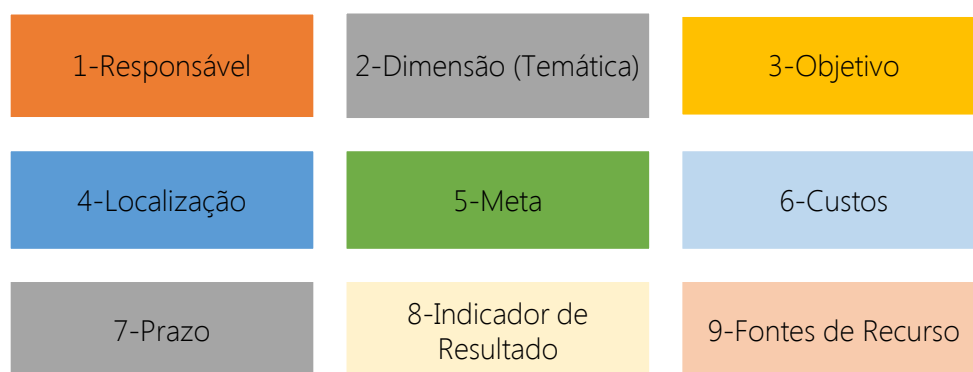 1-Responsável
2-Dimensão (Temática)
3-Objetivo
4-Localização
5-Meta
6-Custos
7-Prazo
8-Indicador de
Resultado
9-Fontes de Recurso